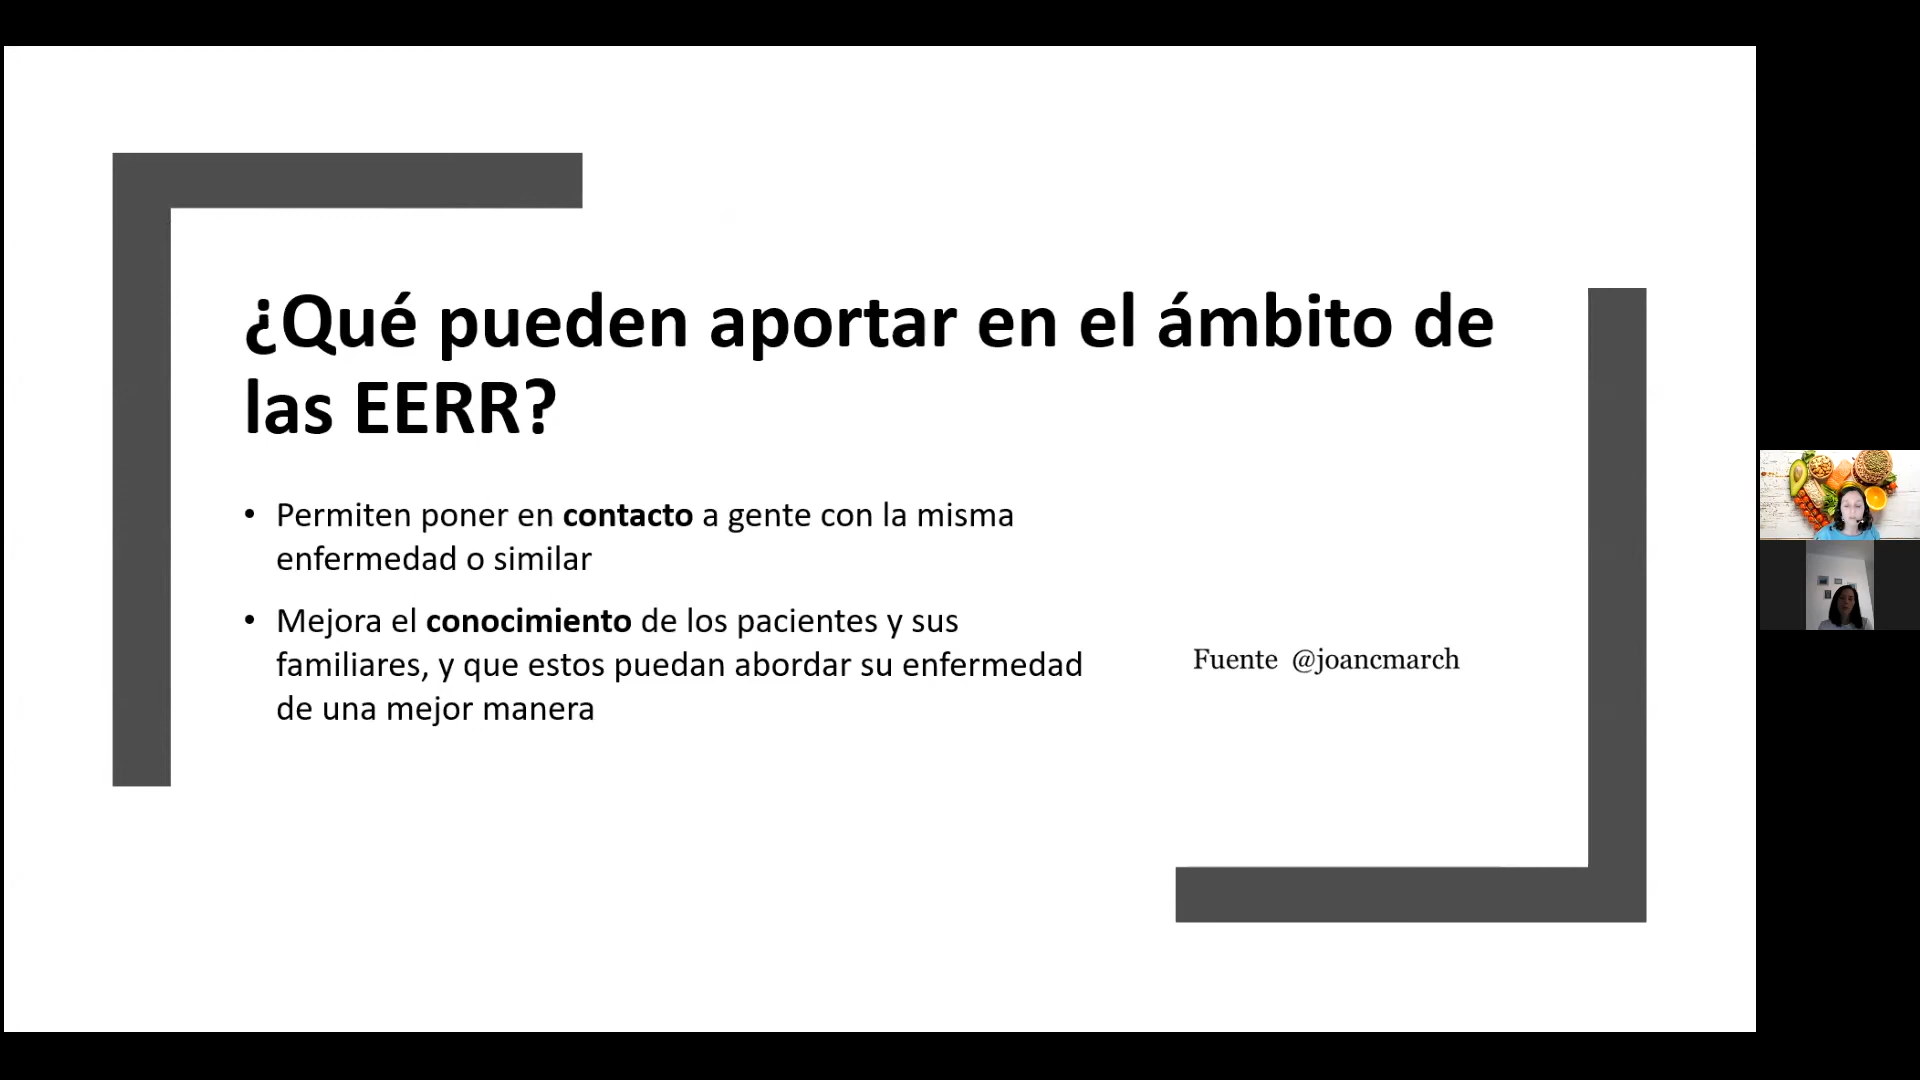 ¿Qué pueden aportar en el ámbito de
las EERR?
• Permiten poner en contacto a gente con la misma
enfermedad o similar
• Mejora el conocimiento de los pacientes y sus
familiares, y que estos puedan abordar su enfermedad
de una mejor manera
Fuente @joancmarch